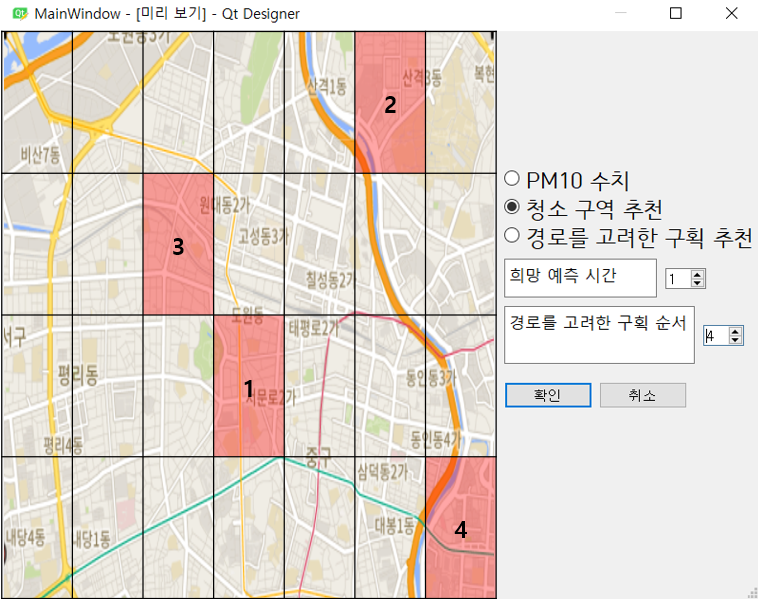 MainWindow - [미리 보기] - Qt Designer
산격1동
산격3동
복현
2
비산7동
원대동2가
고성동3가
3
칠성동2가
PM10 수치
청소 구역 추천
경로를 고려한 구획 추천
희망 예측 시간
1
경로를 고려한 구획 순서
4
확인
취소
도원동
태평로2가
서구
평리동
1
서문로2가
동인동3가
평리4동
동인동4가
중구
삼덕동2가
내당4동
내당1동
대봉1동
4